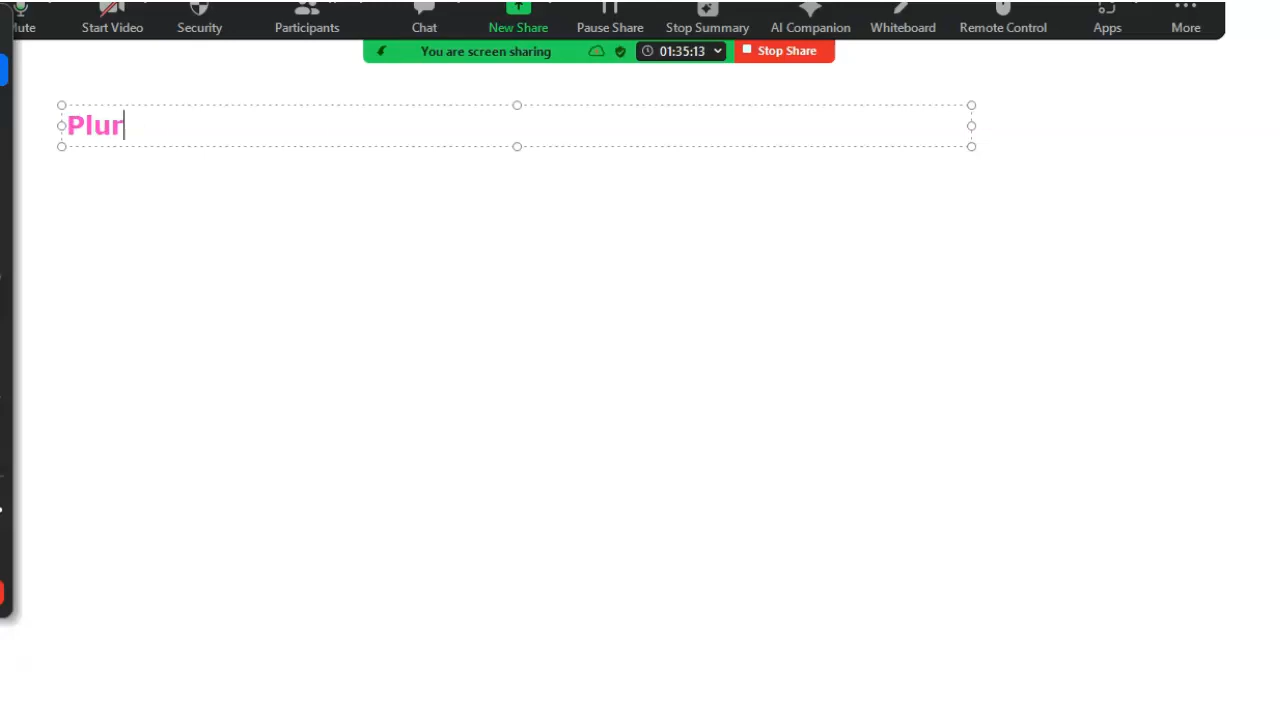 Start Video Security Participants Chat New Share Pause Share Stop Summary AI Companion Whiteboard Remote Control Apps More
You are screen sharing 01:35:13 Stop Share
Plur